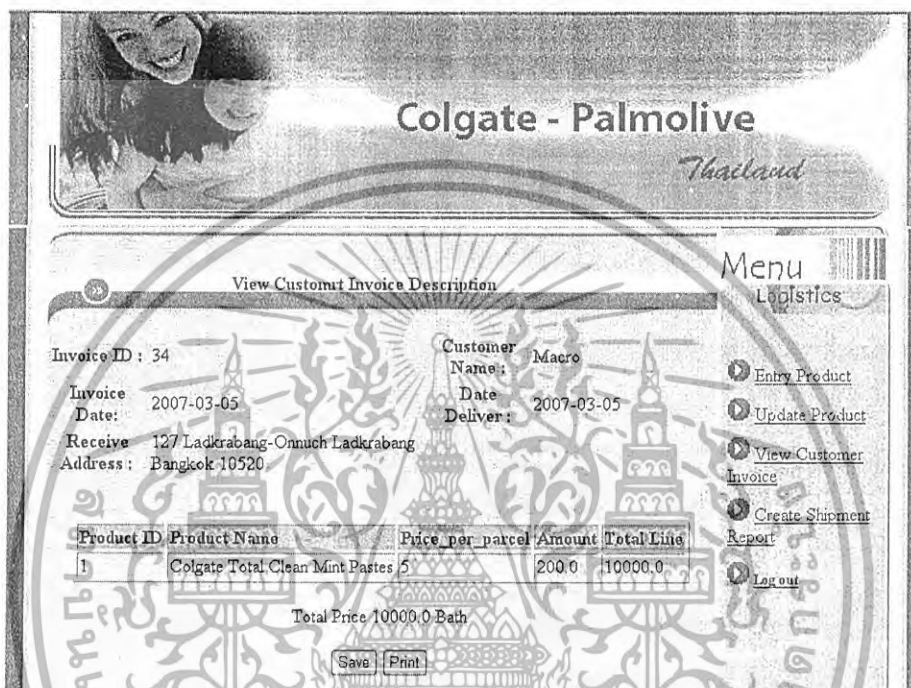 Colgate - Palmolive
Thailand
View Customrt Invoice Description
Invoice ID : 34
Customer Name : Macro
Invoice Date: 2007-03-05
Date Deliver : 2007-03-05
Receive Address : 127 Ladkrabang-Onnuch Ladkrabang
Bangkok 10520
Product ID Product Name Price_per_parcel Amount Total Line
1 Colgate Total Clean Mint Pastes 5 200.0 10000.0
Total Price 10000.0 Bath
Save Print
Menu
Logistics
Entry Product
Update Product
View Customer
Invoice
Create Shipment
Report
Log out